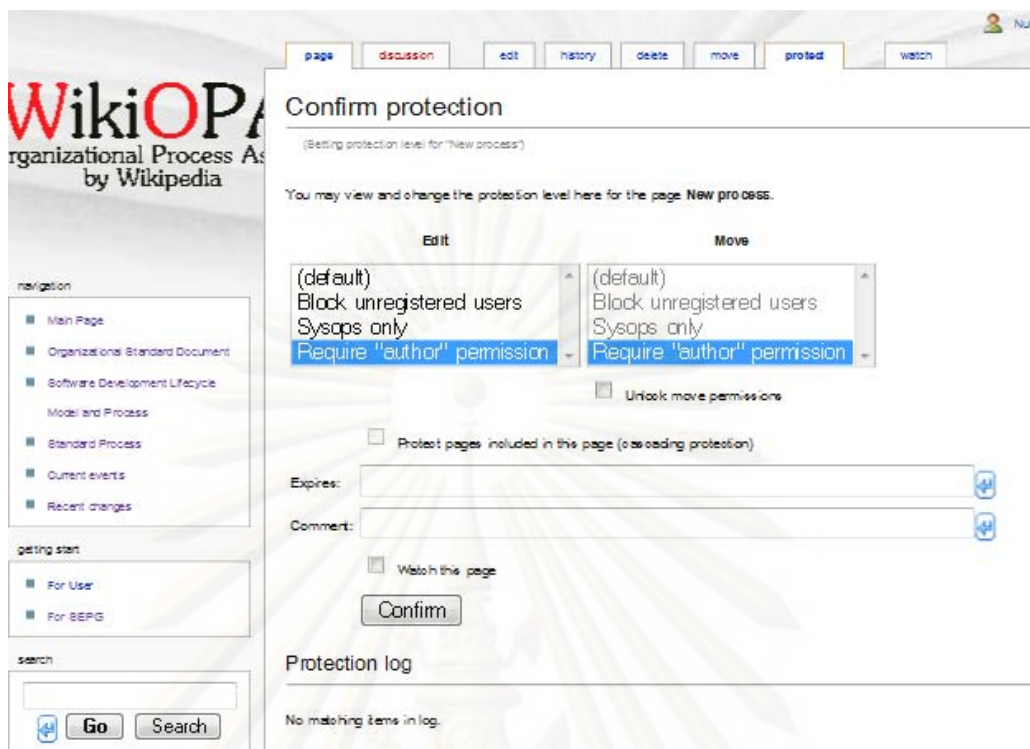 Nu
page discussion edit history delete move protect watch
WikiOPA
rganizational Process As
by Wikipedia
Confirm protection
(Setting protection level for "New process")
You may view and change the protection level here for the page New process.
Edit Move
(default) (default)
Block unregistered users Block unregistered users
Sysops only Sysops only
Require "author" permission Require "author" permission
Unlock move permissions
Protect pages included in this page (cascading protection)
Expires:
Comment:
Watch this page
Confirm
Protection log
No matching items in log.
navigation
Main Page
Organizational Standard Document
Software Development Lifecycle
Model and Process
Standard Process
Current events
Recent changes
getting start
For User
For SEPG
search
Go Search